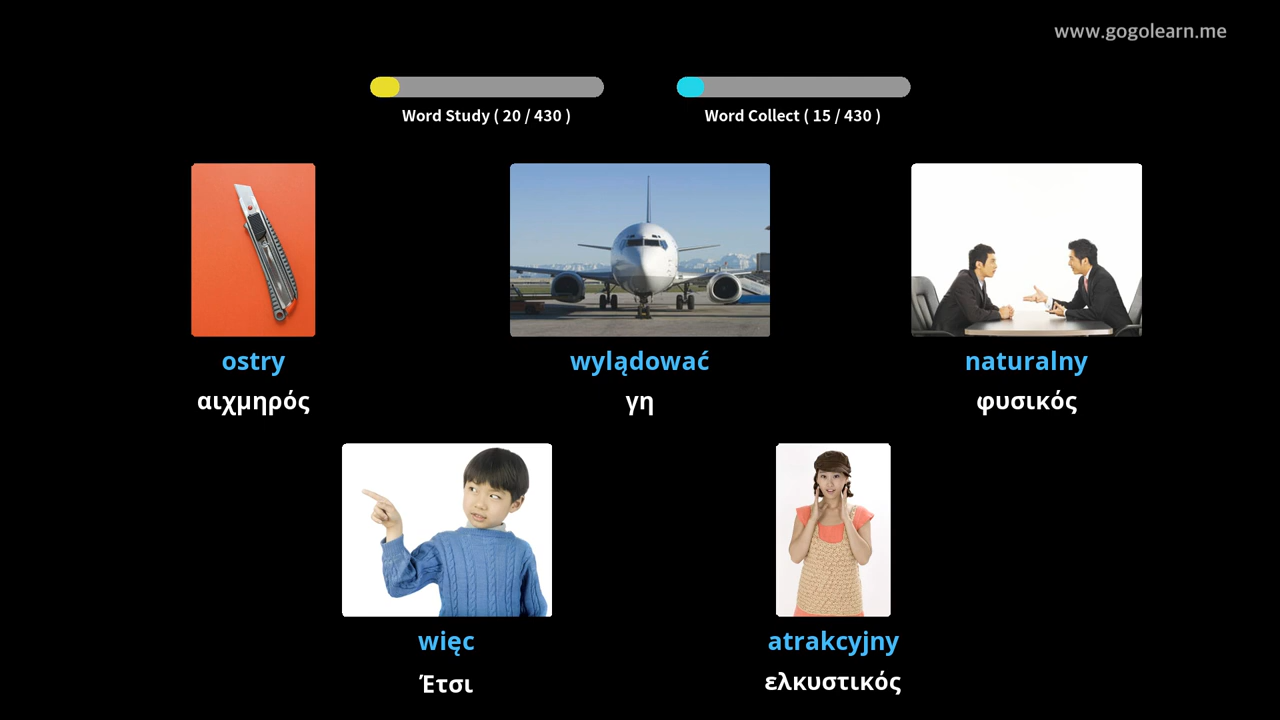 www.gogolearn.me
Word Study ( 20 / 430 )
Word Collect ( 15 / 430 )
ostry
wylądować
naturalny
αιχμηρός
γη
φυσικός
więc
atrakcyjny
Έτσι
ελκυστικός